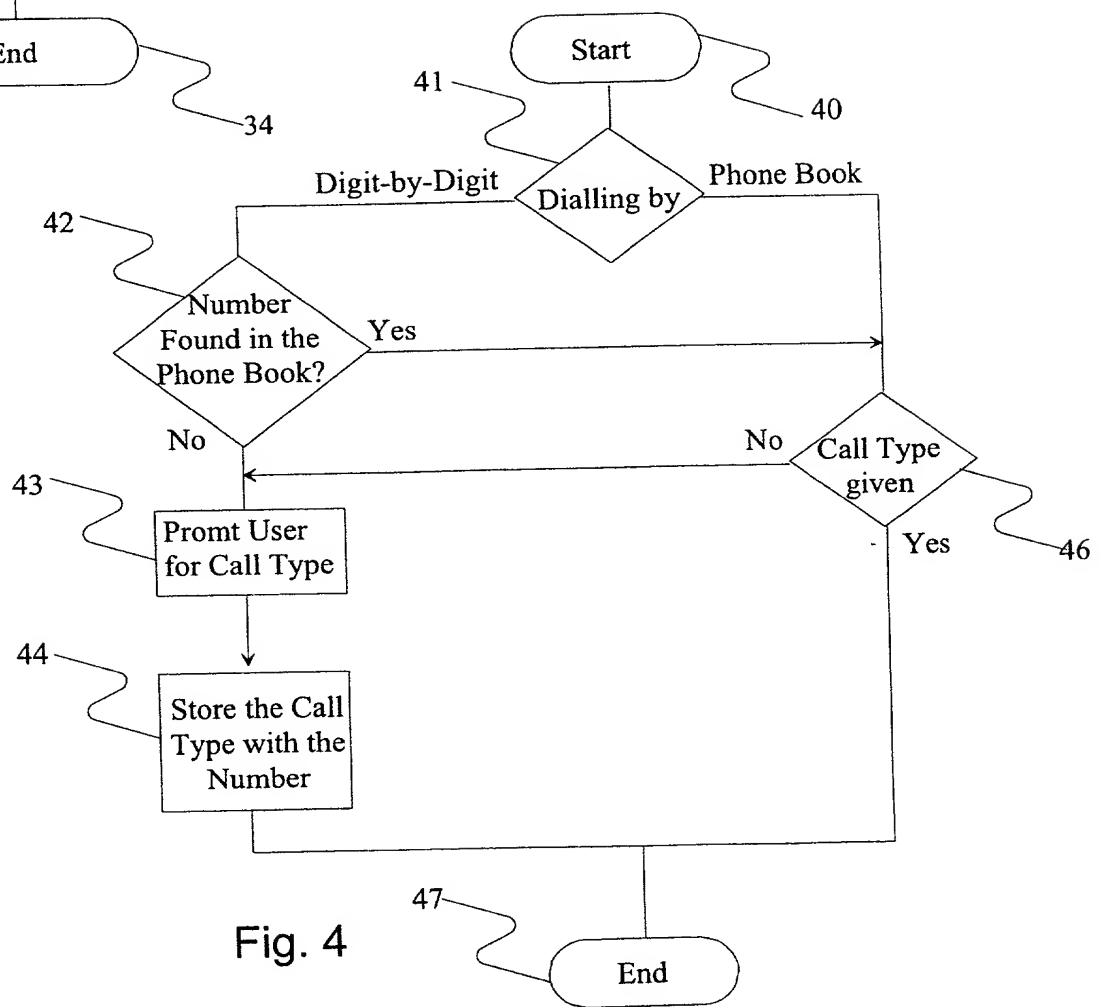 End
34
Start
40
41
Digit-by-Digit
Dialling by
Phone Book
42
Number
Found in the
Phone Book?
Yes
No
No
Call Type
given
46
Yes
43
Promt User
for Call Type
44
Store the Call
Type with the
Number
47
End
Fig. 4